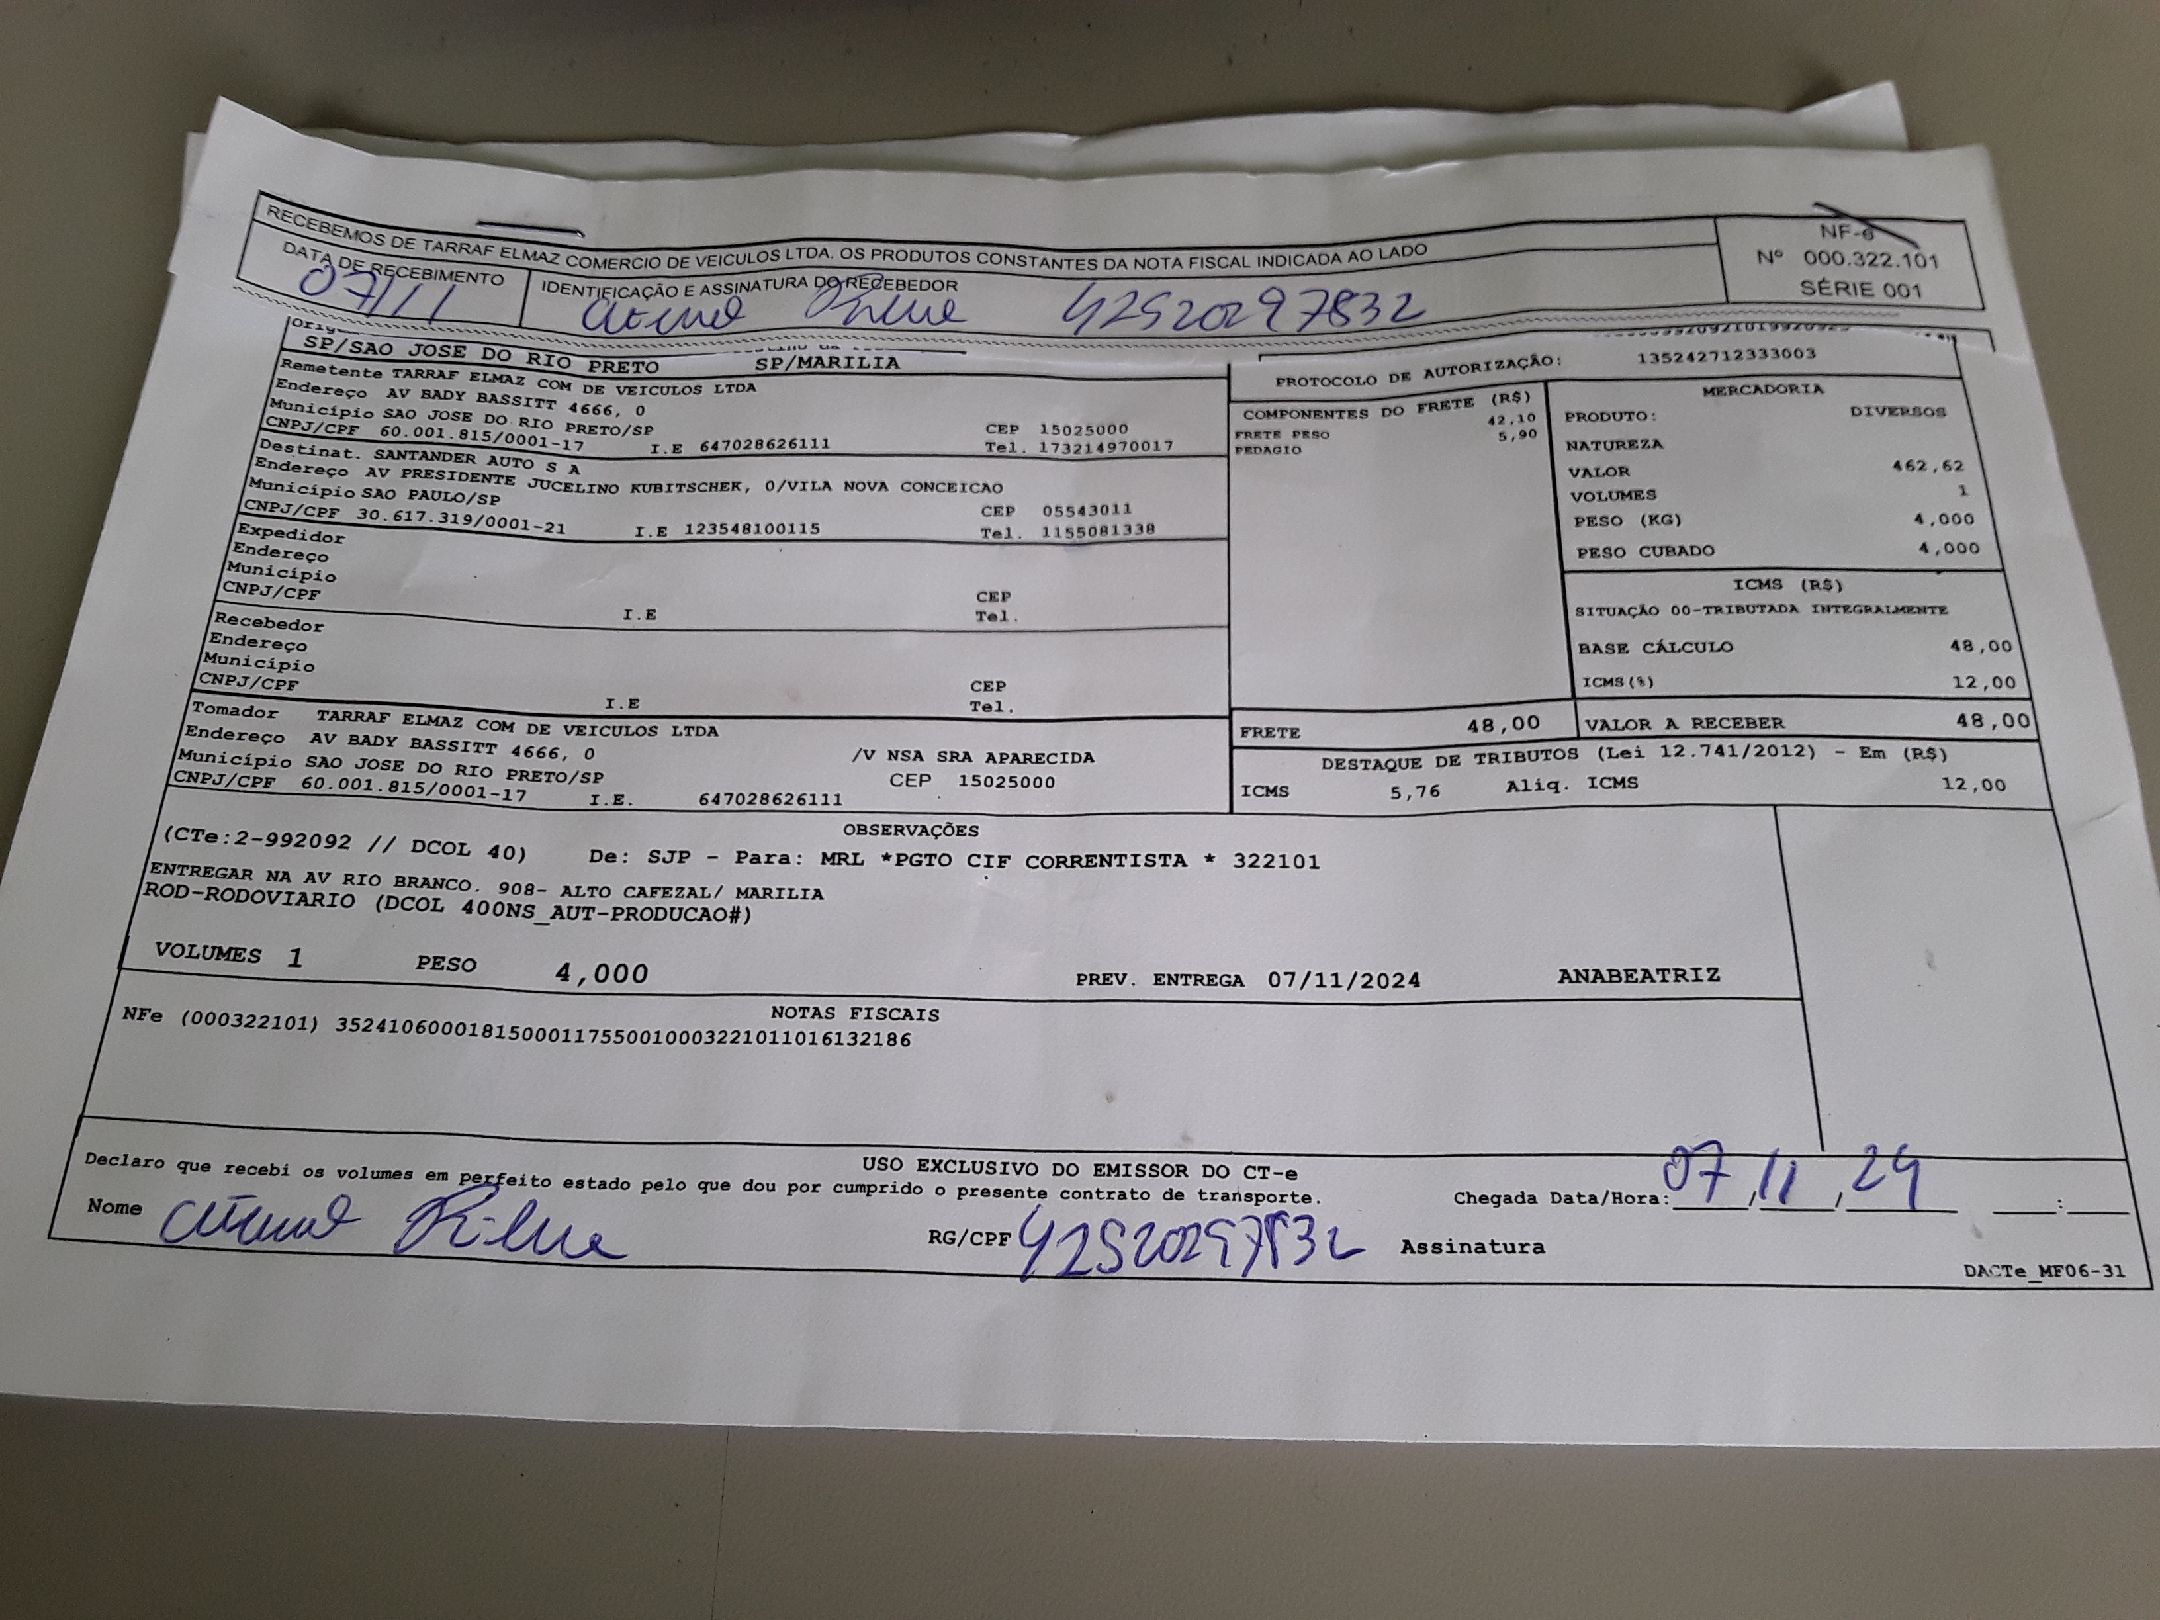 RECEBEMOS DE TARRAF ELMAZ COMERCIO DE VEICULOS LTDA. OS PRODUTOS CONSTANTES DA NOTA FISCAL INDICADA AO LADO
NF-e
Nº 000.322.101
SÉRIE 001
DATA DE RECEBIMENTO
07/11
IDENTIFICAÇÃO E ASSINATURA DO RECEBEDOR
42520297832
SP/SAO JOSE DO RIO PRETO SP/MARILIA
Remetente TARRAF ELMAZ COM DE VEICULOS LTDA
Endereço AV BADY BASSITT 4666, 0
Município SAO JOSE DO RIO PRETO/SP CEP 15025000
CNPJ/CPF 60.001.815/0001-17 I.E 647028626111 Tel. 173214970017
Destinat. SANTANDER AUTO S A
Endereço AV PRESIDENTE JUCELINO KUBITSCHEK, 0/VILA NOVA CONCEICAO
Município SAO PAULO/SP CEP 05543011
CNPJ/CPF 30.617.319/0001-21 I.E 123548100115 Tel. 1155081338
Expedidor
Endereço
Município CEP
CNPJ/CPF I.E Tel.
Recebedor
Endereço
Município CEP
CNPJ/CPF I.E Tel.
Tomador TARRAF ELMAZ COM DE VEICULOS LTDA
Endereço AV BADY BASSITT 4666, 0 /V NSA SRA APARECIDA
Município SAO JOSE DO RIO PRETO/SP CEP 15025000
CNPJ/CPF 60.001.815/0001-17 I.E. 647028626111
PROTOCOLO DE AUTORIZAÇÃO: 135242712333003
COMPONENTES DO FRETE (R$)
FRETE PESO 42,10
PEDAGIO 5,90
MERCADORIA
PRODUTO: DIVERSOS
NATUREZA
VALOR 462,62
VOLUMES 1
PESO (KG) 4,000
PESO CUBADO 4,000
ICMS (R$)
SITUAÇÃO 00-TRIBUTADA INTEGRALMENTE
BASE CÁLCULO 48,00
ICMS(%) 12,00
FRETE 48,00 VALOR A RECEBER 48,00
DESTAQUE DE TRIBUTOS (Lei 12.741/2012) - Em (R$)
ICMS 5,76 Aliq. ICMS 12,00
OBSERVAÇÕES
(CTe:2-992092 // DCOL 40) De: SJP - Para: MRL *PGTO CIF CORRENTISTA * 322101
ENTREGAR NA AV RIO BRANCO. 908- ALTO CAFEZAL/ MARILIA
ROD-RODOVIARIO (DCOL 400NS_AUT-PRODUCAO#)
VOLUMES 1 PESO 4,000 PREV. ENTREGA 07/11/2024 ANABEATRIZ
NOTAS FISCAIS
NFe (000322101) 35241060001815000117550010003221011016132186
USO EXCLUSIVO DO EMISSOR DO CT-e
Declaro que recebi os volumes em perfeito estado pelo que dou por cumprido o presente contrato de transporte.
Chegada Data/Hora: 07/11/24 :
Nome
RG/CPF 42520297832 Assinatura
DACTe_MF06-31